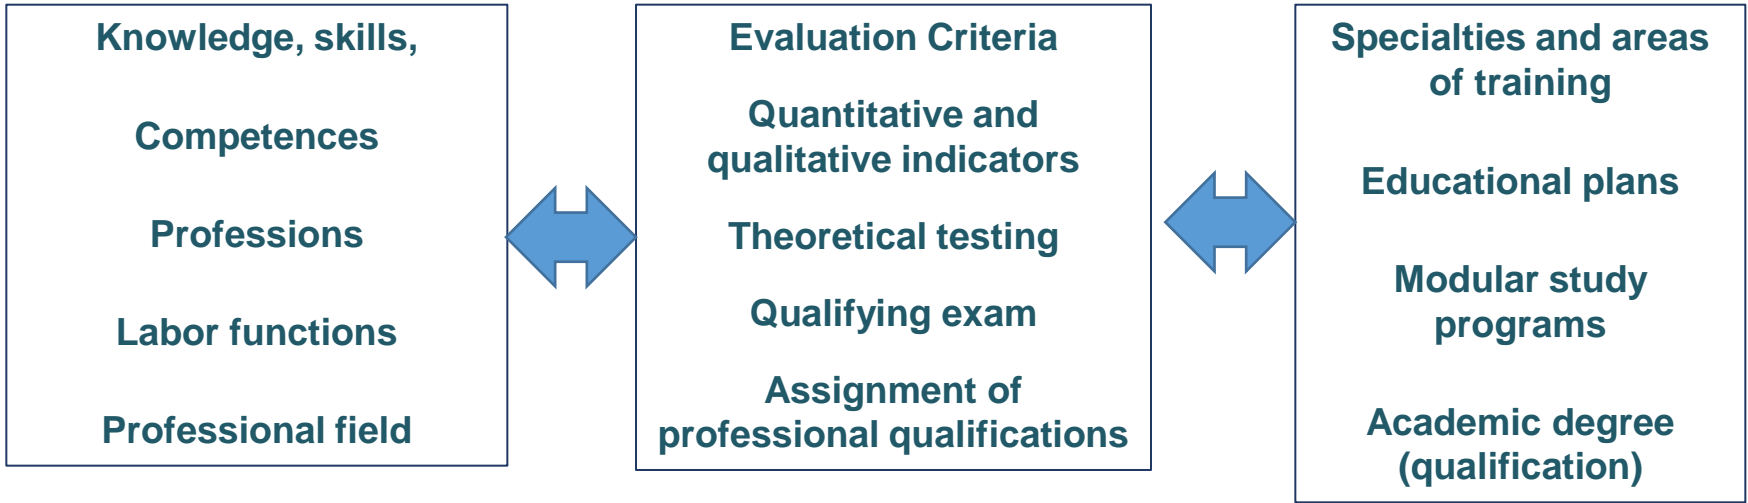 Knowledge, skills,
Competences
Professions
Labor functions
Professional field
Evaluation Criteria
Quantitative and
qualitative indicators
Theoretical testing
Qualifying exam
Assignment of
professional qualifications
Specialties and areas
of training
Educational plans
Modular study
programs
Academic degree
(qualification)